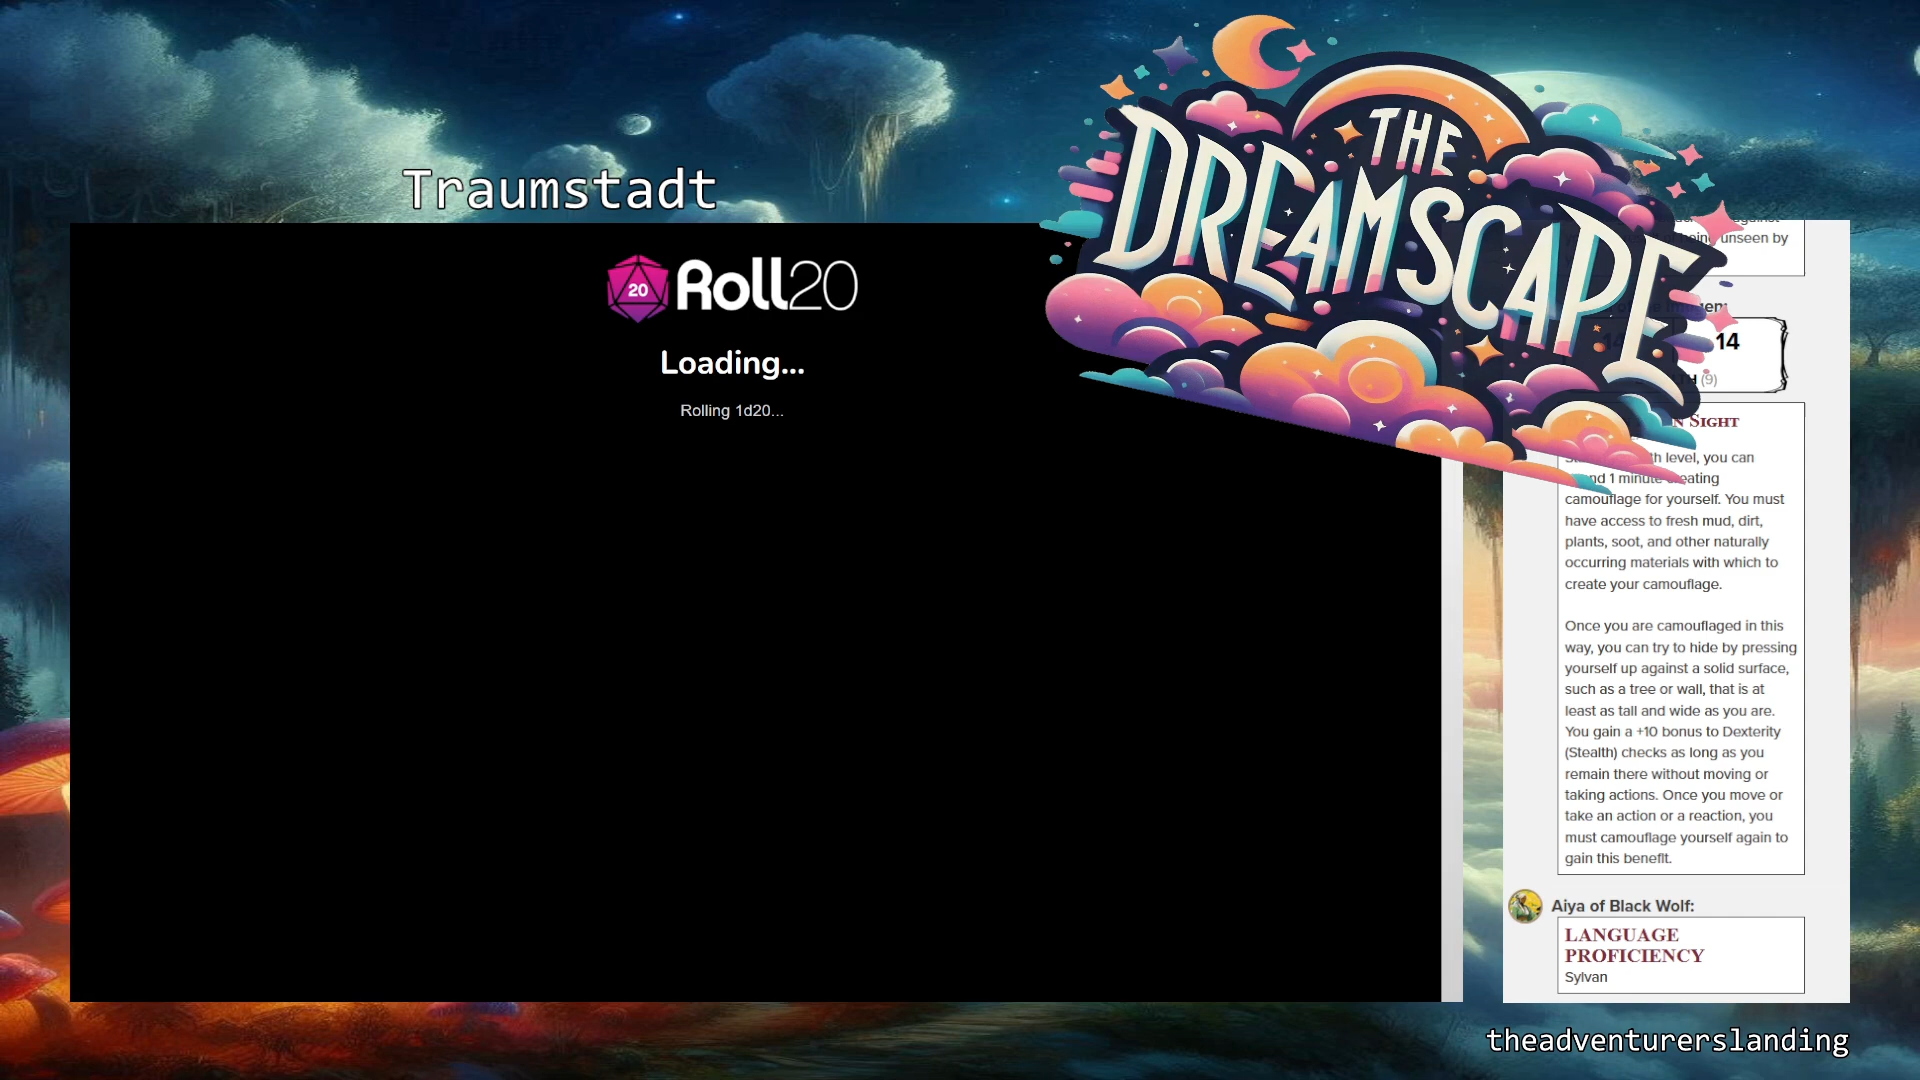 Traumstadt
THE
DREAMSCAPE
20
Roll20
Loading...
Rolling 1d20...
unseen by
14
(9)
SIGHT
level, you can
1 minute
camouflage for yourself. You must
have access to fresh mud, dirt,
plants, soot, and other naturally
occurring materials with which to
create your camouflage.
Once you are camouflaged in this
way, you can try to hide by pressing
yourself up against a solid surface,
such as a tree or wall, that is at
least as tall and wide as you are.
You gain a +10 bonus to Dexterity
(Stealth) checks as long as you
remain there without moving or
taking actions. Once you move or
take an action or a reaction, you
must camouflage yourself again to
gain this benefit.
Aiya of Black Wolf:
LANGUAGE
PROFICIENCY
Sylvan
theadventurerslanding